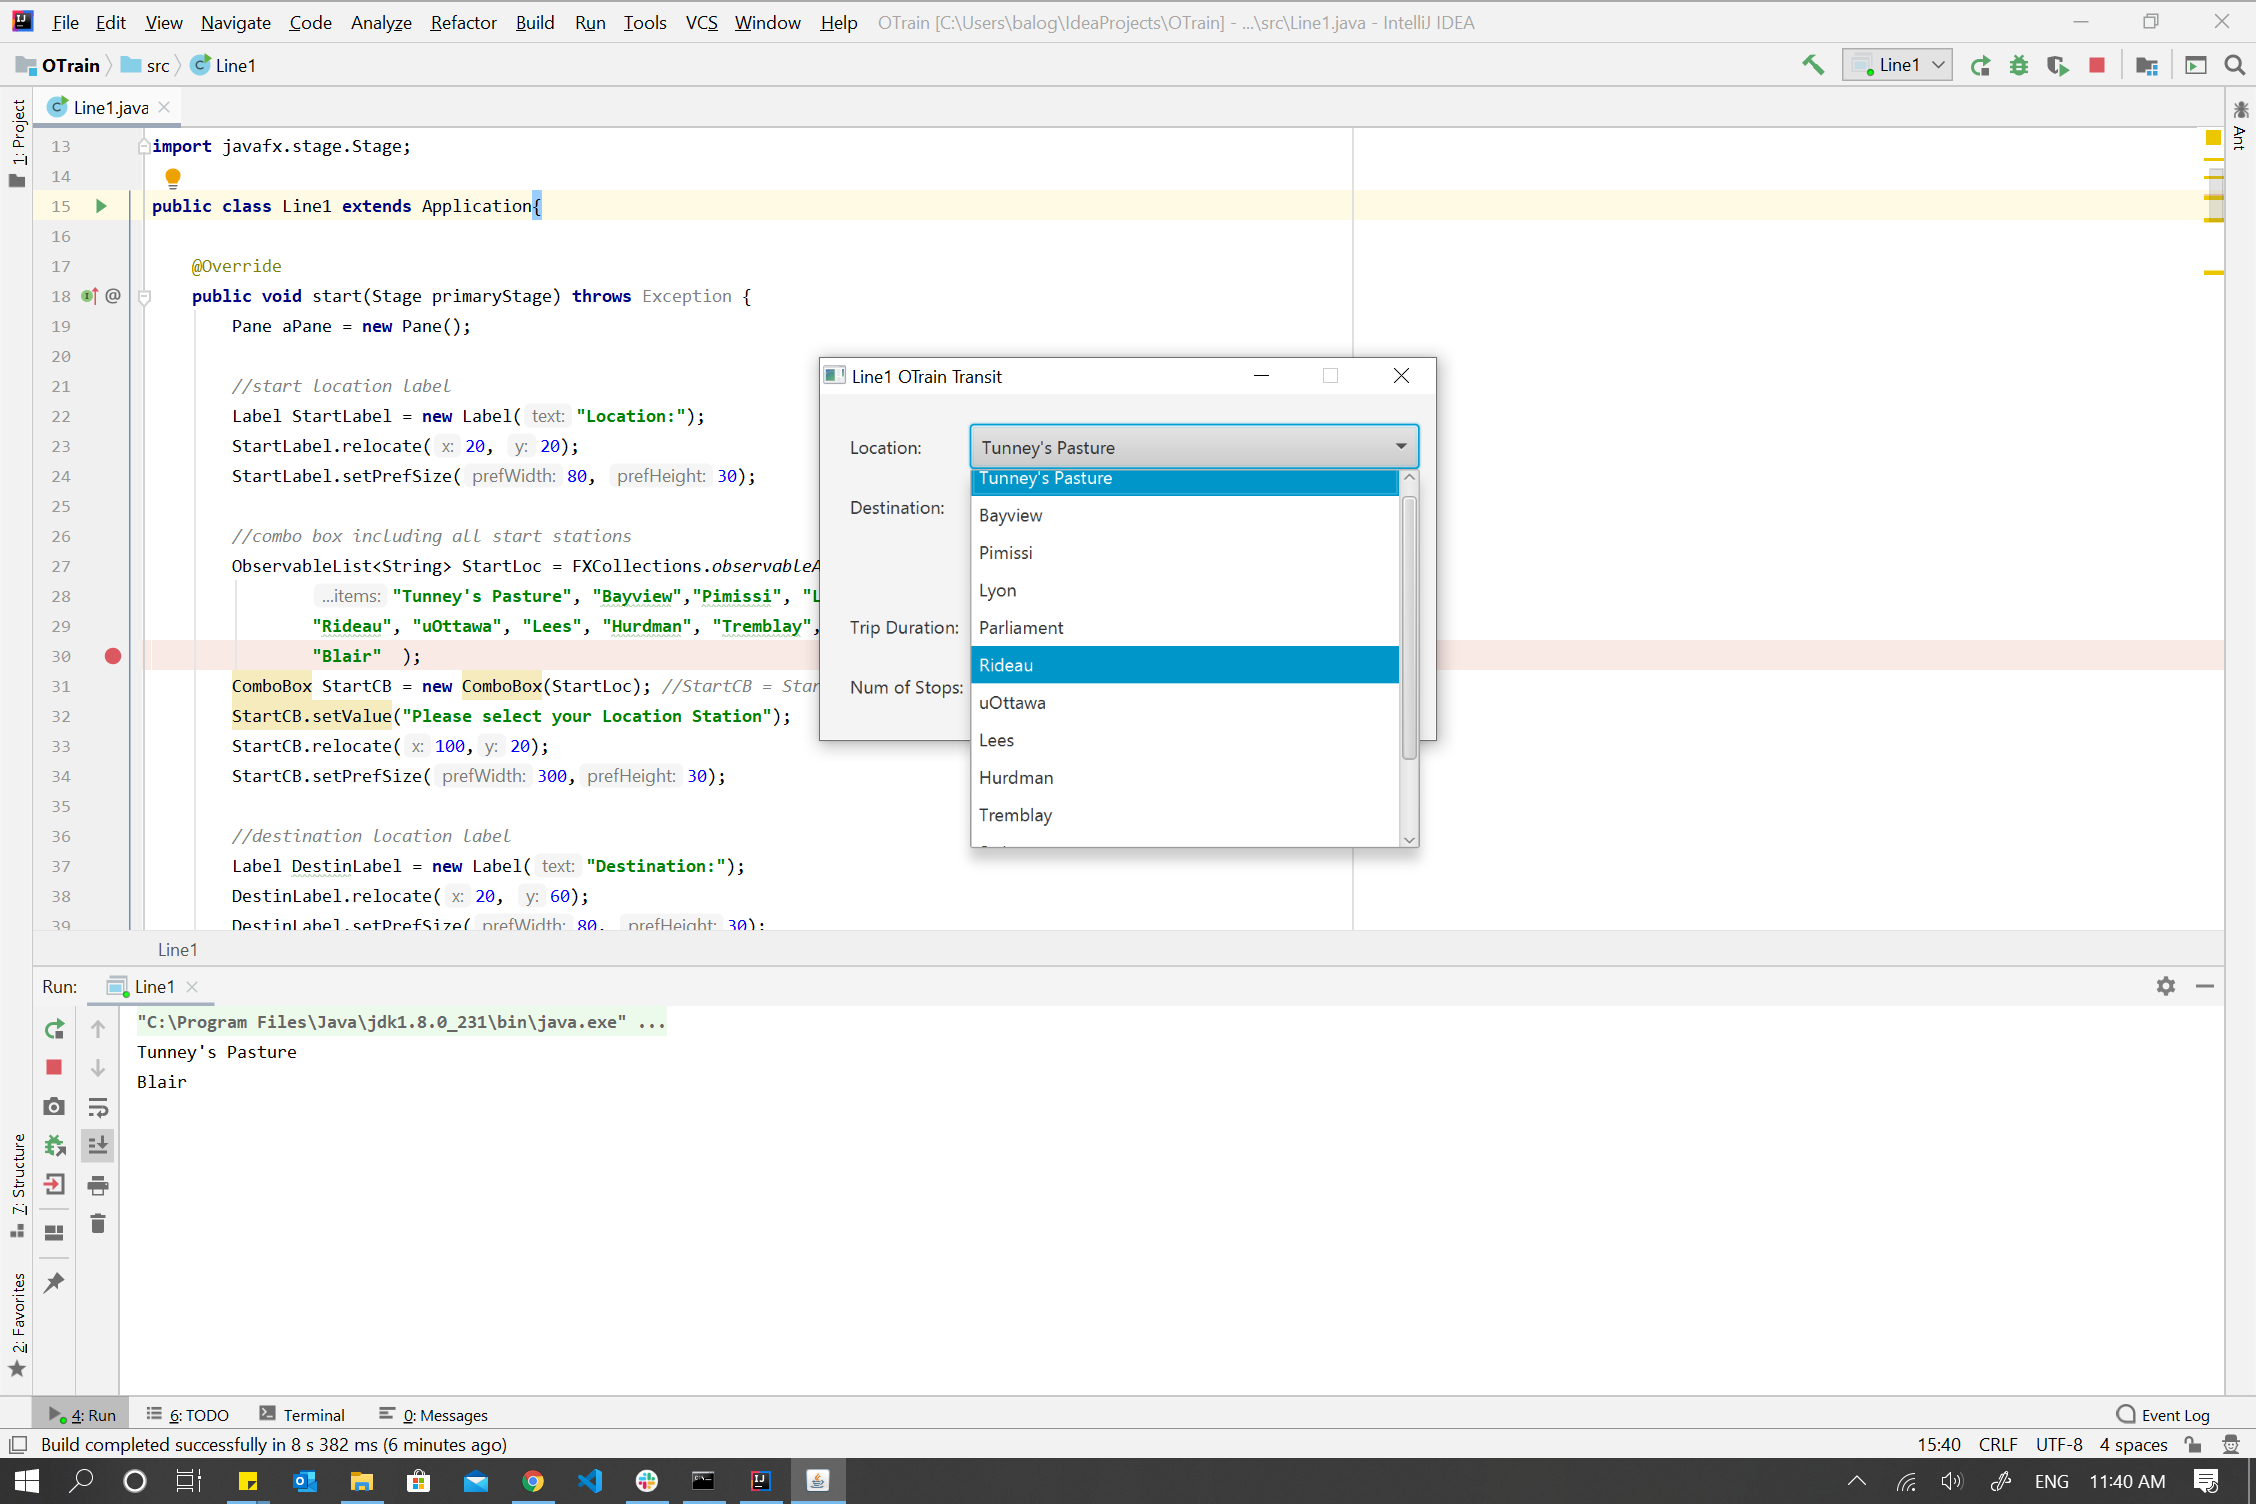 File Edit View Navigate Code Analyze Refactor Build Run Tools VCS Window Help OTrain [C:\Users\balog\IdeaProjects\OTrain] - ...\src\Line1.java - IntelliJ IDEA
OTrain src Line1
Line1
Line1.java
1: Project
Ant
13 import javafx.stage.Stage;
14
15 public class Line1 extends Application{
16
17 @Override
18 @ public void start(Stage primaryStage) throws Exception {
19 Pane aPane = new Pane();
20
21 //start location label
22 Label StartLabel = new Label( text: "Location:");
23 StartLabel.relocate( x: 20, y: 20);
24 StartLabel.setPrefSize( prefWidth: 80, prefHeight: 30);
25
26 //combo box including all start stations
27 ObservableList<String> StartLoc = FXCollections.observableA
28 ...items: "Tunney's Pasture", "Bayview","Pimissi", "L
29 "Rideau", "uOttawa", "Lees", "Hurdman", "Tremblay",
30 "Blair" );
31 ComboBox StartCB = new ComboBox(StartLoc); //StartCB = Star
32 StartCB.setValue("Please select your Location Station");
33 StartCB.relocate( x: 100, y: 20);
34 StartCB.setPrefSize( prefWidth: 300, prefHeight: 30);
35
36 //destination location label
37 Label DestinLabel = new Label( text: "Destination:");
38 DestinLabel.relocate( x: 20, y: 60);
39 DestinLabel.setPrefSize( prefWidth: 80, prefHeight: 30);
Line1 OTrain Transit
Location: Tunney's Pasture
Tunney's Pasture
Destination:
Bayview
Pimissi
Lyon
Trip Duration:
Parliament
Rideau
Num of Stops:
uOttawa
Lees
Hurdman
Tremblay
Line1
Run: Line1
"C:\Program Files\Java\jdk1.8.0_231\bin\java.exe" ...
Tunney's Pasture
Blair
7: Structure
2: Favorites
4: Run 6: TODO Terminal 0: Messages Event Log
Build completed successfully in 8 s 382 ms (6 minutes ago) 15:40 CRLF UTF-8 4 spaces
ENG 11:40 AM